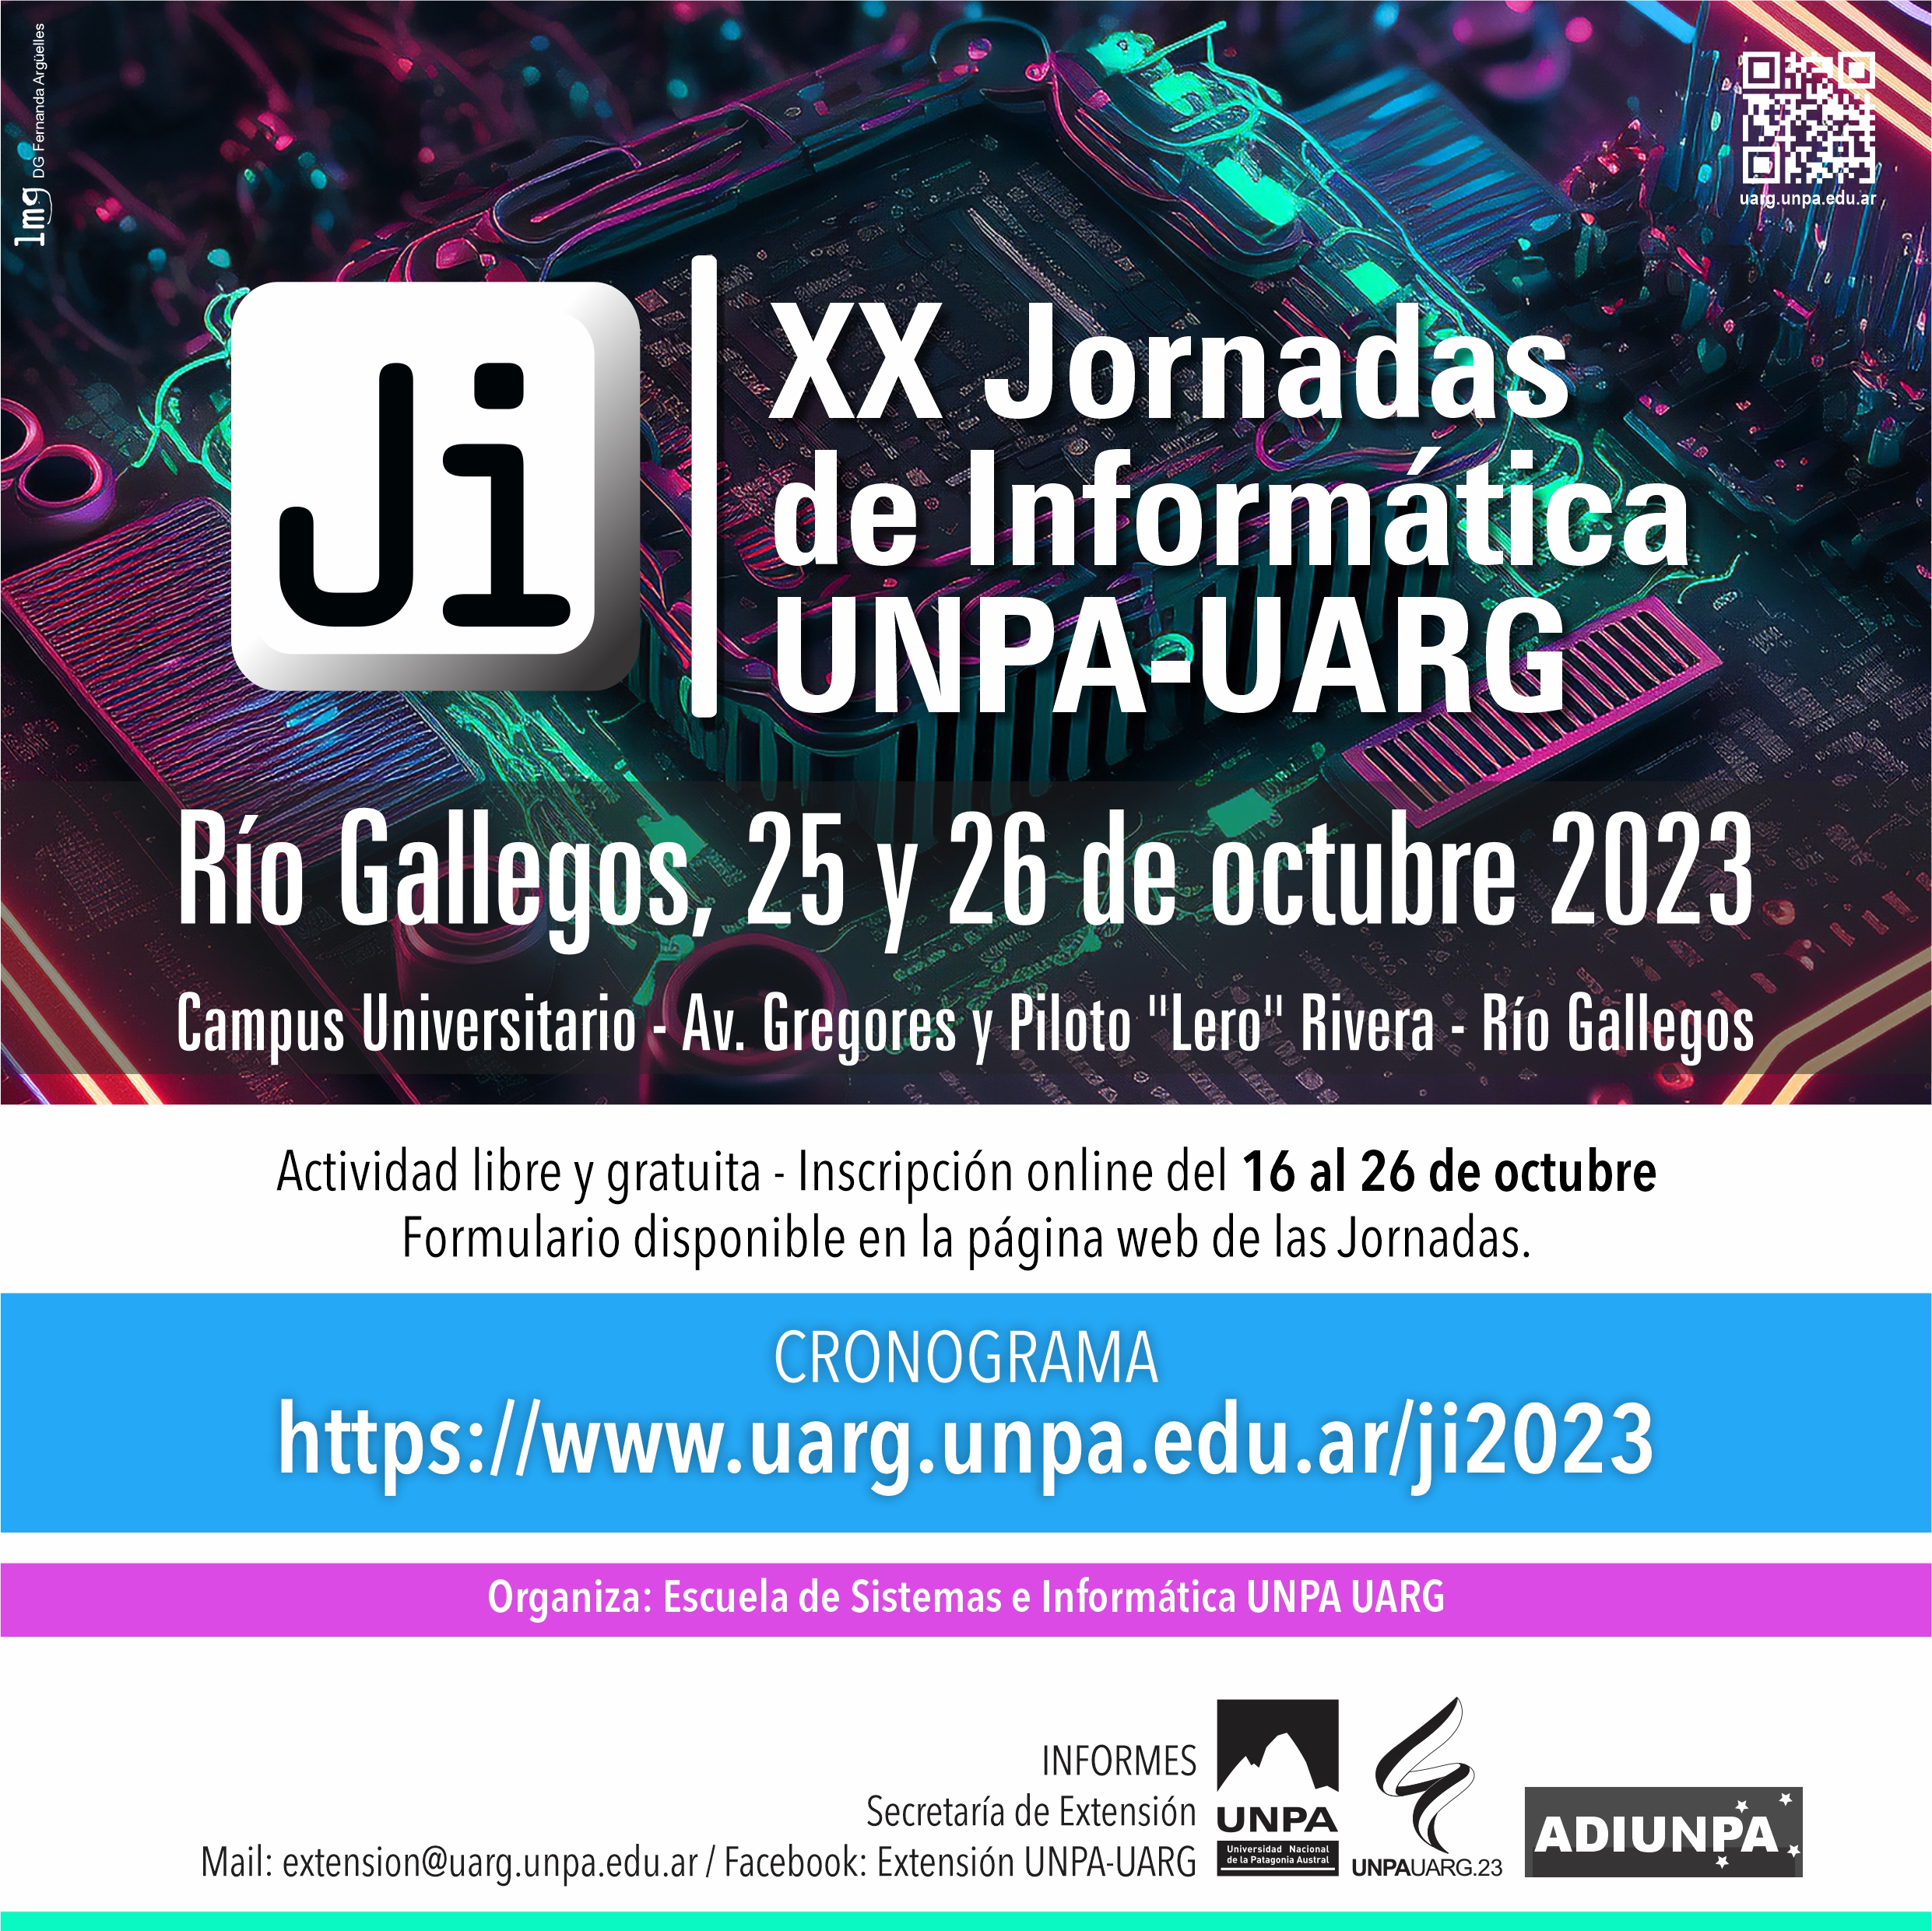 lmg DG Fernanda Argüelles
uarg.unpa.edu.ar
Ji
XX Jornadas
de Informática
UNPA-UARG
Río Gallegos, 25 y 26 de octubre 2023
Campus Universitario - Av. Gregores y Piloto "Lero" Rivera - Río Gallegos
Actividad libre y gratuita - Inscripción online del 16 al 26 de octubre
Formulario disponible en la página web de las Jornadas.
CRONOGRAMA
https://www.uarg.unpa.edu.ar/ji2023
Organiza: Escuela de Sistemas e Informática UNPA UARG
INFORMES
Secretaría de Extensión
Mail: extension@uarg.unpa.edu.ar / Facebook: Extensión UNPA-UARG
UNPA
Universidad Nacional
de la Patagonia Austral
UNPAUARG.23
ADIUNPA